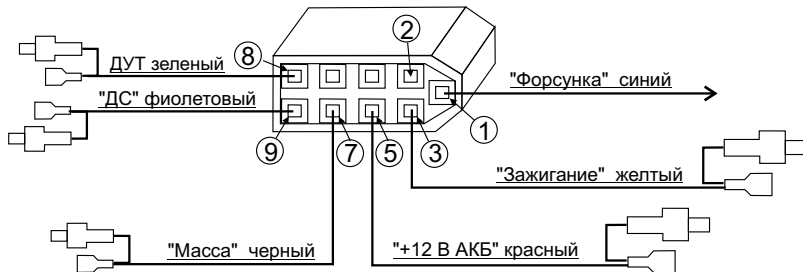 ②
ДУТ зеленый ⑧
"Форсунка" синий
"ДС" фиолетовый
①
⑨ ⑦ ⑤ ③
"Зажигание" желтый
"Масса" черный
"+12 В АКБ" красный